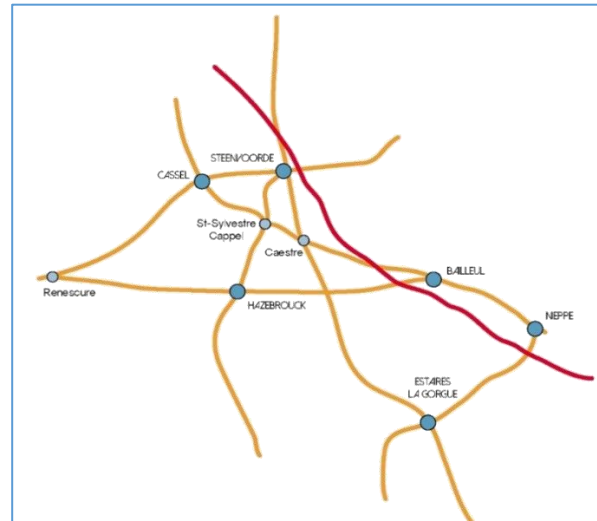 STEENVOORDE
CASSEL
St-Sylvestre
Cappel
Caestre
BAILLEUL
Renescure
HAZEBROUCK
NIEPPE
ESTAIRES
LA GORGUE